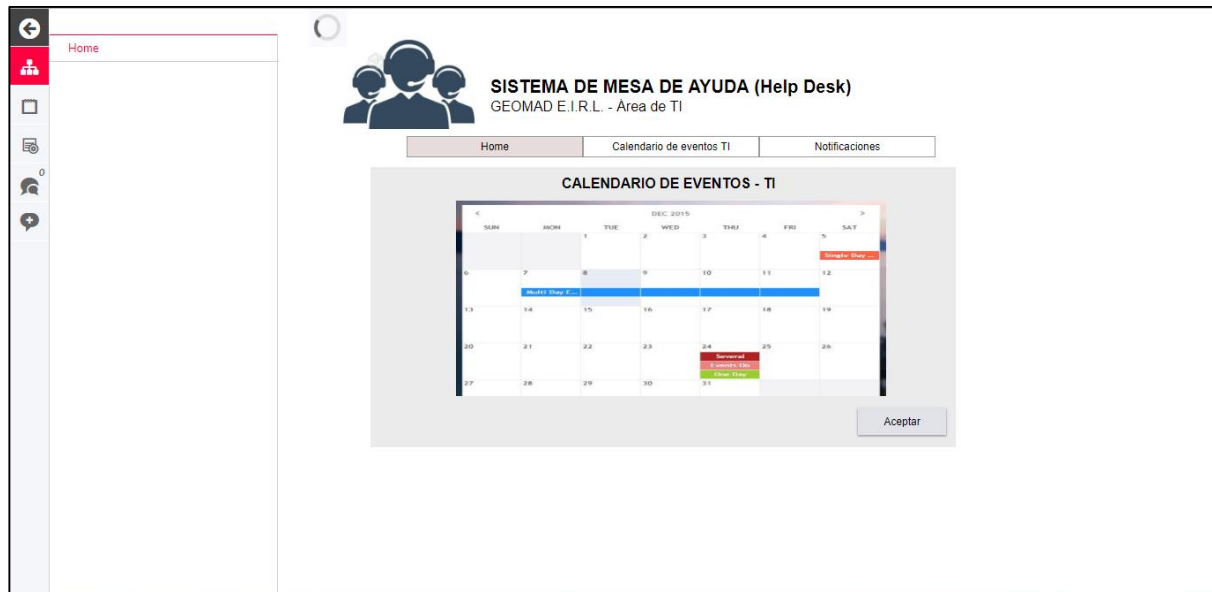 Home
0
SISTEMA DE MESA DE AYUDA (Help Desk)
GEOMAD E.I.R.L. - Àrea de TI
Home Calendario de eventos TI Notificaciones
CALENDARIO DE EVENTOS - TI
< DEC 2015 >
SUN MON TUE WED THU FRI SAT
1 2 3 4 5
Single Day ...
6 7 8 9 10 11 12
Multi Day E...
13 14 15 16 17 18 19
20 21 22 23 24 25 26
Several
Events On
One Day
27 28 29 30 31
Aceptar